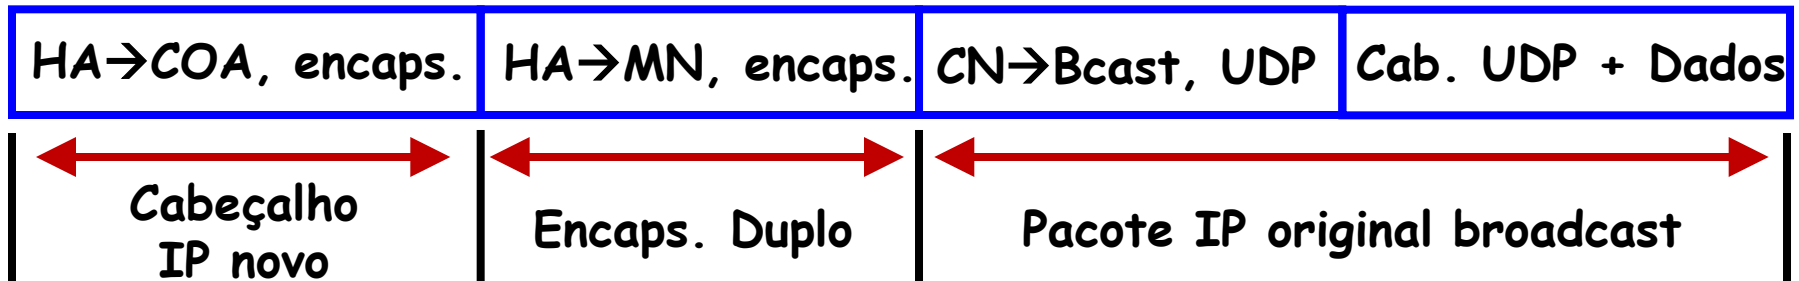 HA→COA, encaps. HA→MN, encaps. CN→Bcast, UDP Cab. UDP + Dados
Cabeçalho
IP novo
Encaps. Duplo
Pacote IP original broadcast